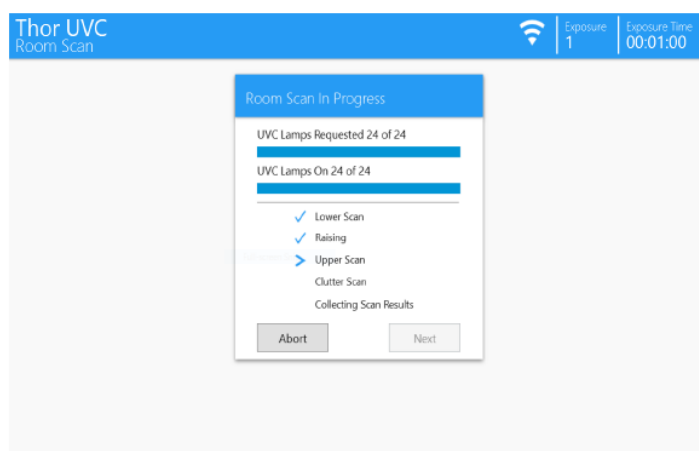 Thor UVC
Room Scan
Exposure
1
Exposure Time
00:01:00
Room Scan In Progress
UVC Lamps Requested 24 of 24
UVC Lamps On 24 of 24
Lower Scan
Raising
Upper Scan
Clutter Scan
Collecting Scan Results
Abort
Next